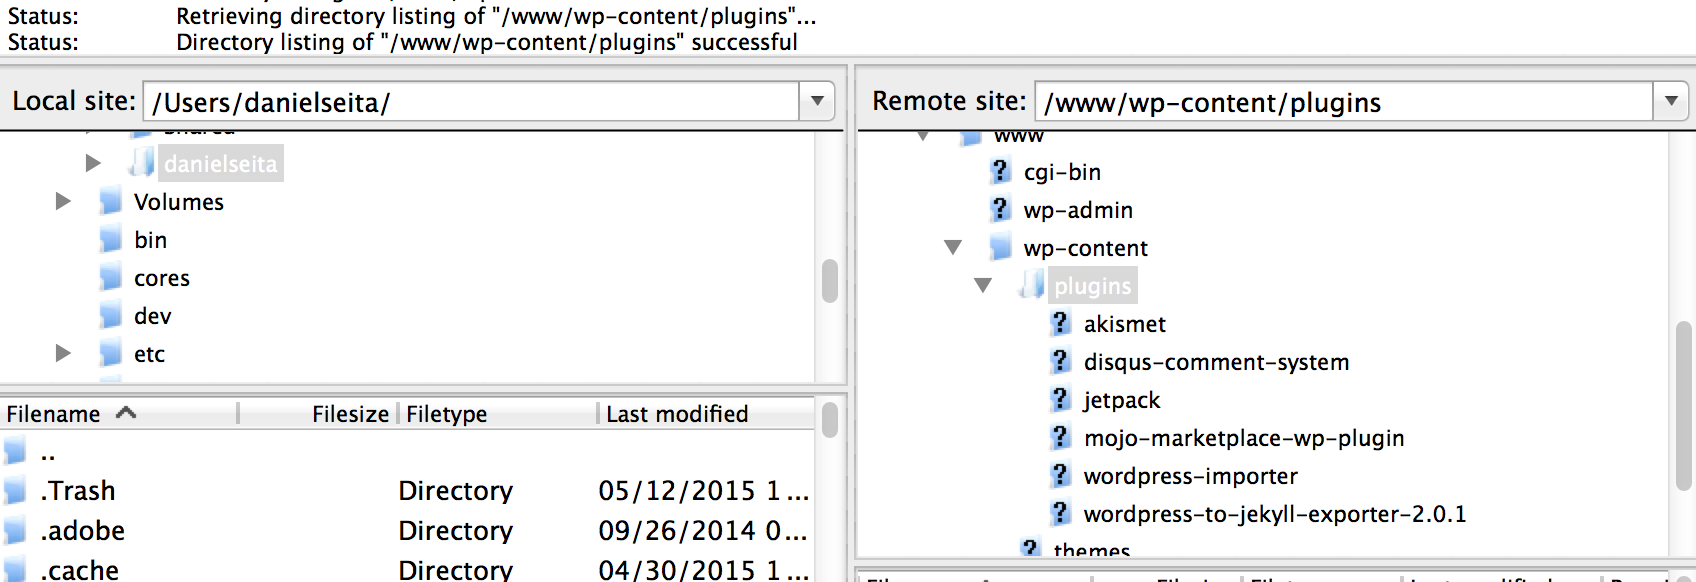 Status: Retrieving directory listing of "/www/wp-content/plugins"...
Status: Directory listing of "/www/wp-content/plugins" successful
Local site: /Users/danielseita/
danielseita
Volumes
bin
cores
dev
etc
Filename Filesize Filetype Last modified
..
.Trash Directory 05/12/2015 1...
.adobe Directory 09/26/2014 0...
.cache Directory 04/30/2015 1...
Remote site: /www/wp-content/plugins
www
cgi-bin
wp-admin
wp-content
plugins
akismet
disqus-comment-system
jetpack
mojo-marketplace-wp-plugin
wordpress-importer
wordpress-to-jekyll-exporter-2.0.1
themes